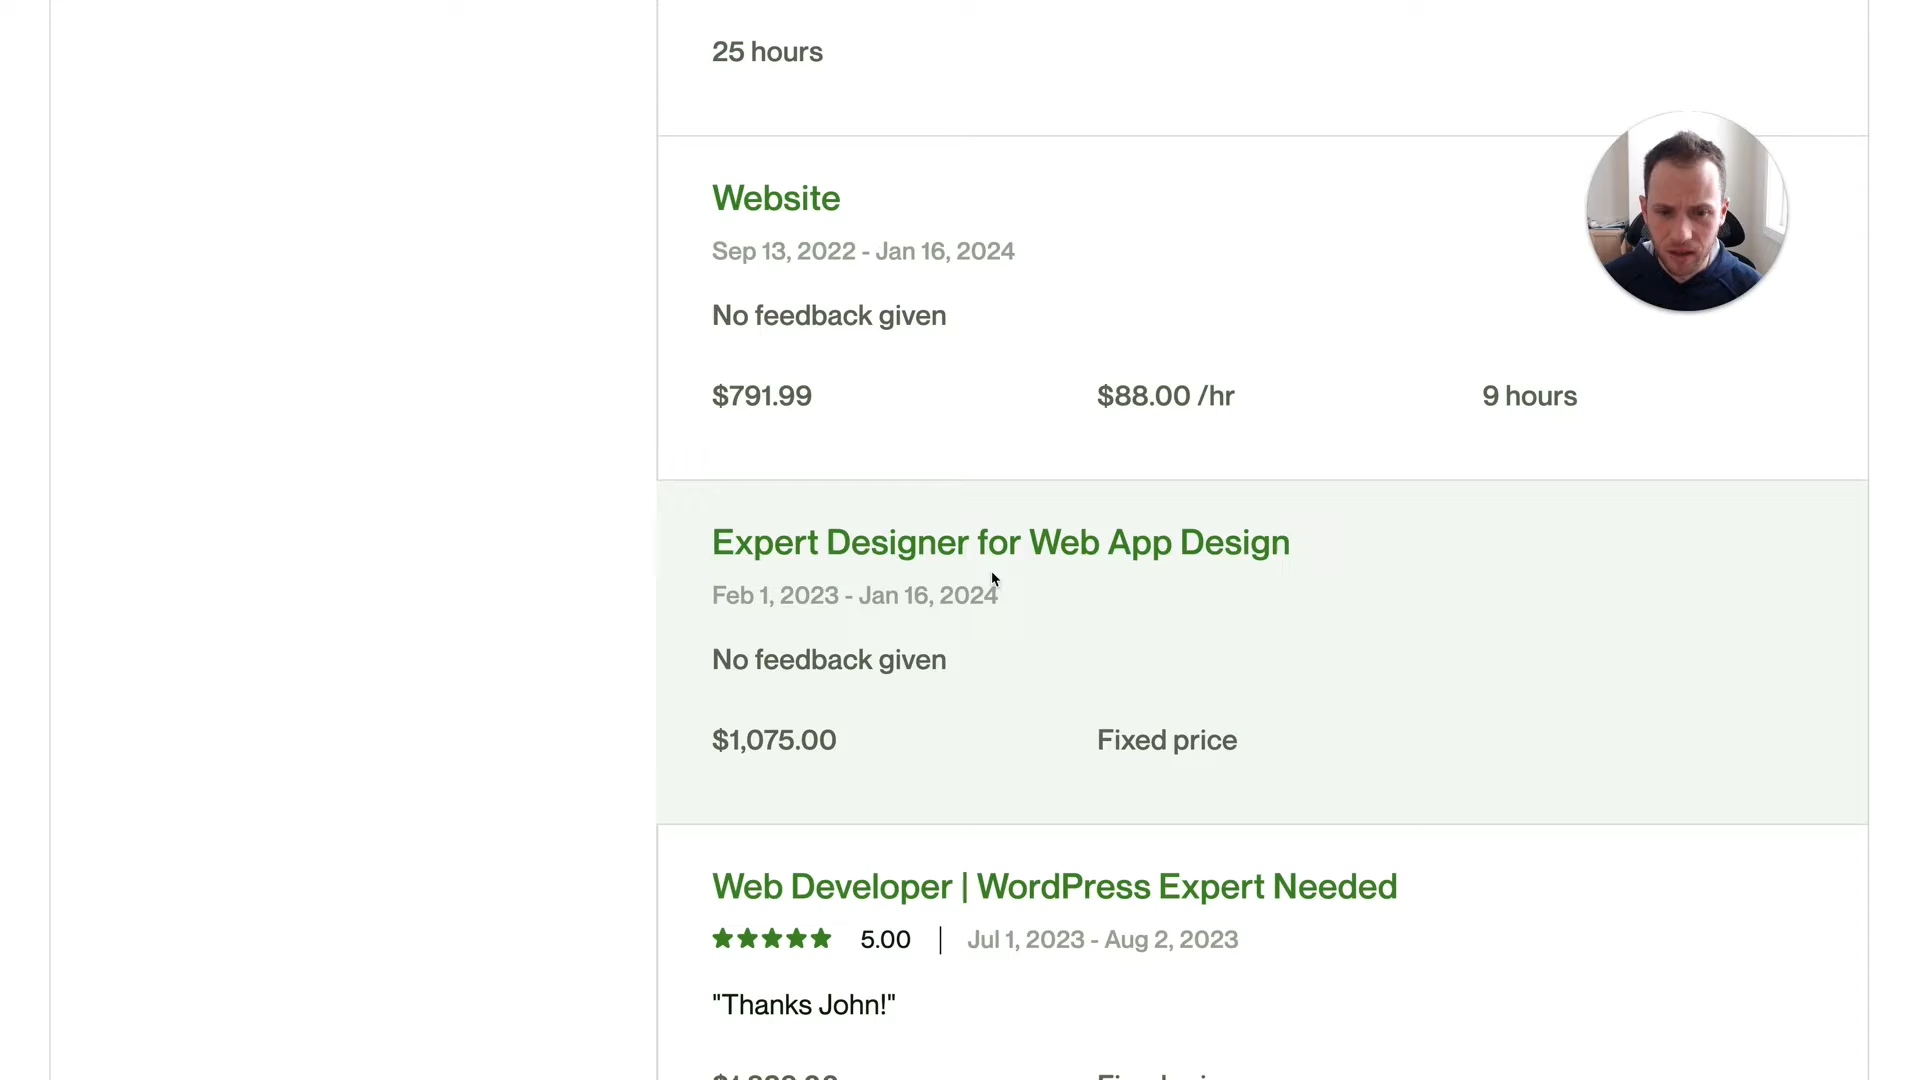 25 hours
Website
Sep 13, 2022 - Jan 16, 2024
No feedback given
$791.99 $88.00 /hr 9 hours
Expert Designer for Web App Design
Feb 1, 2023 - Jan 16, 2024
No feedback given
$1,075.00 Fixed price
Web Developer | WordPress Expert Needed
5.00 | Jul 1, 2023 - Aug 2, 2023
"Thanks John!"